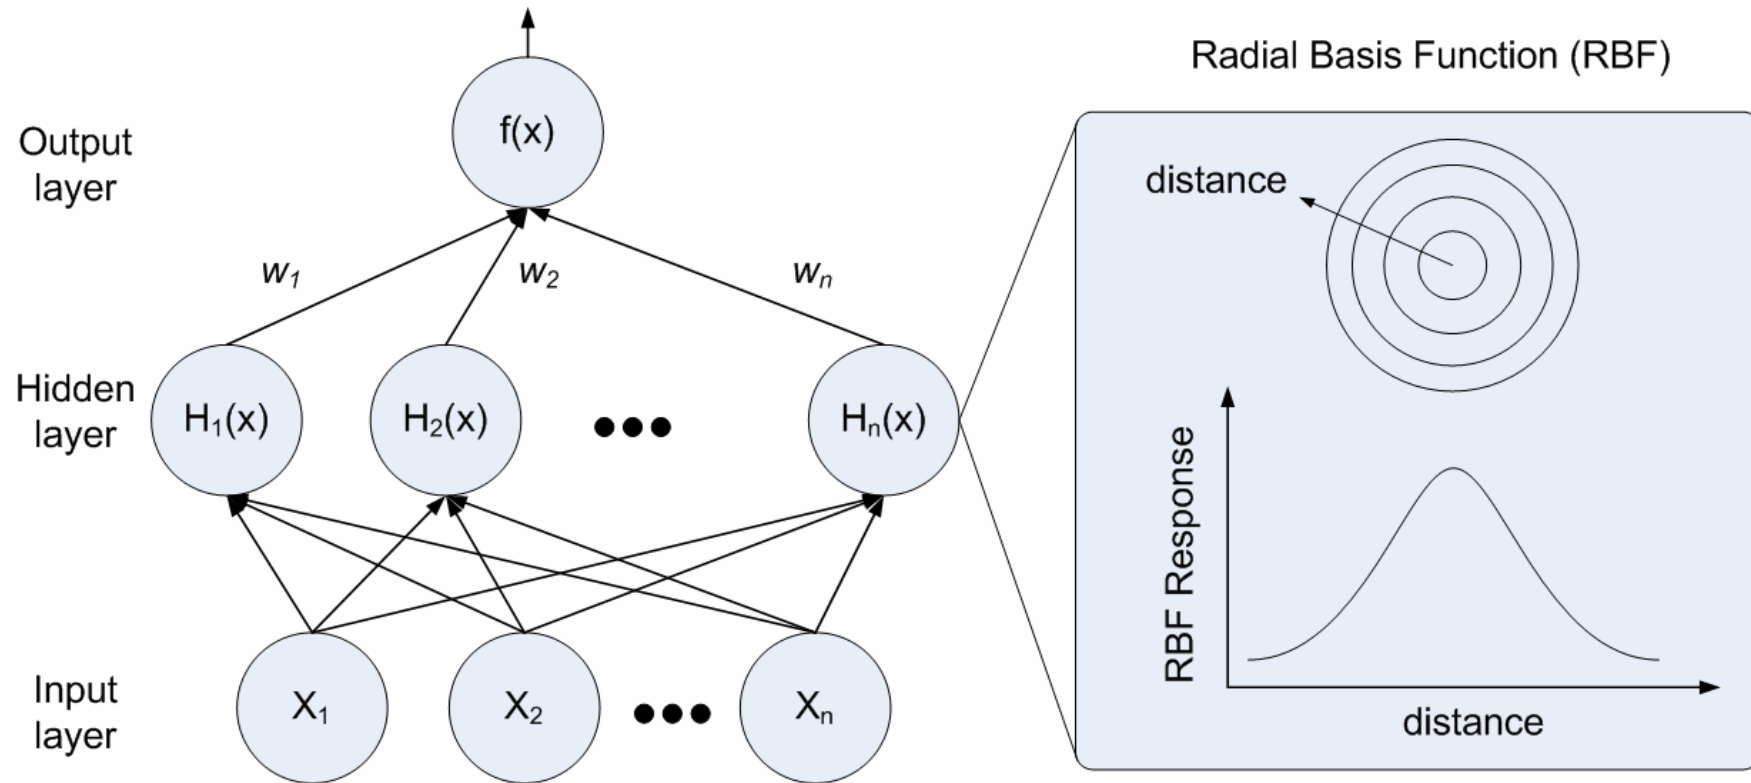 Radial Basis Function (RBF)
Output
layer
f(x)
distance
w₁
w₂
wₙ
Hidden
layer
H₁(x)
H₂(x)
Hₙ(x)
RBF Response
distance
Input
layer
X₁
X₂
Xₙ